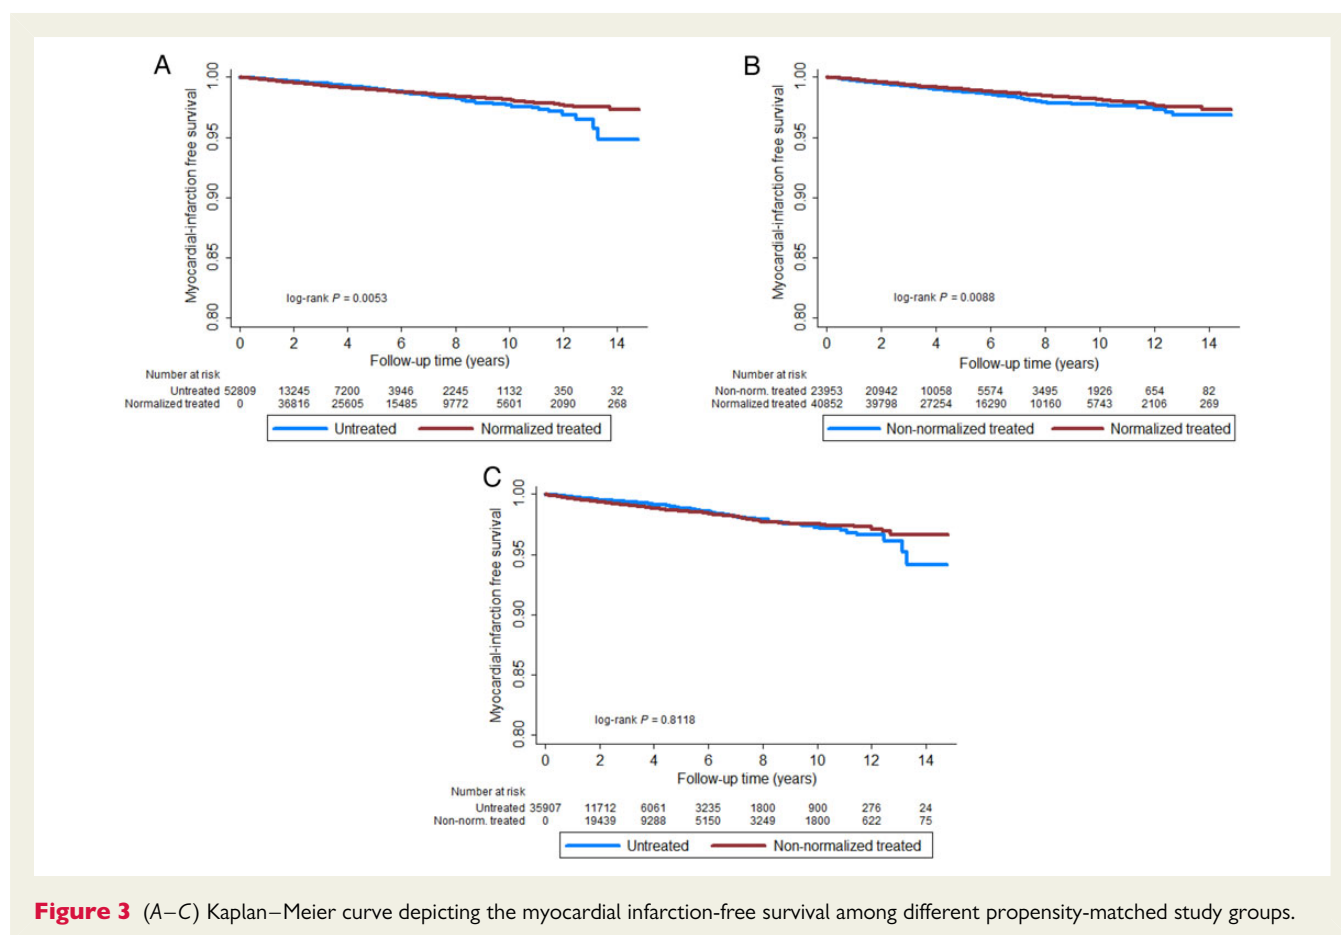 A
Myocardial-infarction free survival
1.00
0.95
0.90
0.85
0.80
log-rank P = 0.0053
0 2 4 6 8 10 12 14
Follow-up time (years)
Number at risk
Untreated 52809 13245 7200 3946 2245 1132 350 32
Normalized treated 0 36816 25605 15485 9772 5601 2090 268
Untreated Normalized treated
B
Myocardial-infarction free survival
1.00
0.95
0.90
0.85
0.80
log-rank P = 0.0088
0 2 4 6 8 10 12 14
Follow-up time (years)
Number at risk
Non-norm. treated 23953 20942 10058 5574 3495 1926 654 82
Normalized treated 40852 39798 27254 16290 10160 5743 2106 269
Non-normalized treated Normalized treated
C
Myocardial-infarction free survival
1.00
0.95
0.90
0.85
0.80
log-rank P = 0.8118
0 2 4 6 8 10 12 14
Follow-up time (years)
Number at risk
Untreated 35907 11712 6061 3235 1800 900 276 24
Non-norm. treated 0 19439 9288 5150 3249 1800 622 75
Untreated Non-normalized treated
Figure 3 (A–C) Kaplan–Meier curve depicting the myocardial infarction-free survival among different propensity-matched study groups.